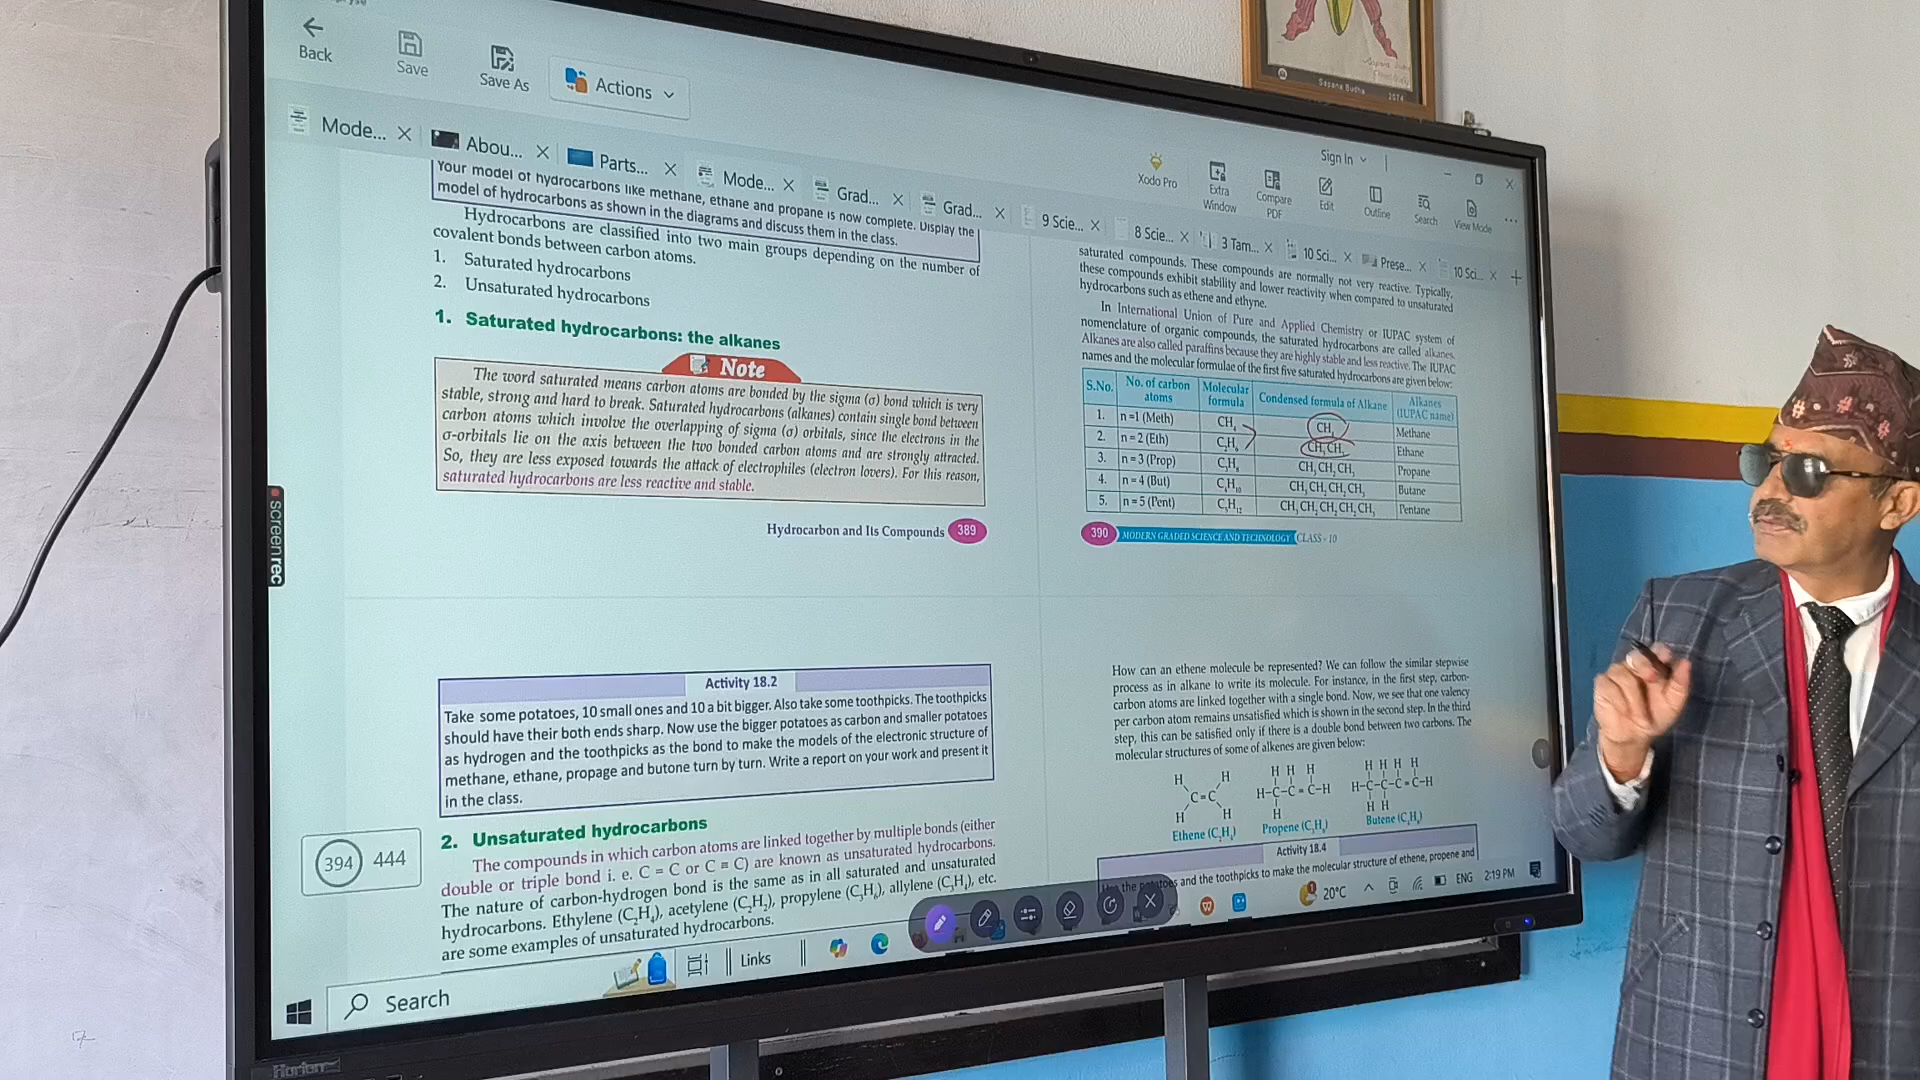 Back
Save
Save As
Actions
Sign In
Xodo Pro
Extra Window
Compare PDF
Edit
Outline
Search
View Mode
Mode...
Abou...
Parts...
Mode...
Grad...
Grad...
9 Scie...
8 Scie...
3 Tam...
10 Sci...
Prese...
10 Sci...
Your model of hydrocarbons like methane, ethane and propane is now complete. Display the
model of hydrocarbons as shown in the diagrams and discuss them in the class.
Hydrocarbons are classified into two main groups depending on the number of
covalent bonds between carbon atoms.
1. Saturated hydrocarbons
2. Unsaturated hydrocarbons
1. Saturated hydrocarbons: the alkanes
Note
The word saturated means carbon atoms are bonded by the sigma (σ) bond which is very
stable, strong and hard to break. Saturated hydrocarbons (alkanes) contain single bond between
carbon atoms which involve the overlapping of sigma (σ) orbitals, since the electrons in the
σ-orbitals lie on the axis between the two bonded carbon atoms and are strongly attracted.
So, they are less exposed towards the attack of electrophiles (electron lovers). For this reason,
saturated hydrocarbons are less reactive and stable.
Hydrocarbon and Its Compounds 389
saturated compounds. These compounds are normally not very reactive. Typically,
these compounds exhibit stability and lower reactivity when compared to unsaturated
hydrocarbons such as ethene and ethyne.
In International Union of Pure and Applied Chemistry or IUPAC system of
nomenclature of organic compounds, the saturated hydrocarbons are called alkanes.
Alkanes are also called paraffins because they are highly stable and less reactive. The IUPAC
names and the molecular formulae of the first five saturated hydrocarbons are given below:
S.No. No. of carbon atoms Molecular formula Condensed formula of Alkane Alkanes (IUPAC name)
1. n=1 (Meth) CH₄ CH₄ Methane
2. n=2 (Eth) C₂H₆ CH₃CH₃ Ethane
3. n=3 (Prop) C₃H₈ CH₃CH₂CH₃ Propane
4. n=4 (But) C₄H₁₀ CH₃CH₂CH₂CH₃ Butane
5. n=5 (Pent) C₅H₁₂ CH₃CH₂CH₂CH₂CH₃ Pentane
390 MODERN GRADED SCIENCE AND TECHNOLOGY CLASS - 10
Activity 18.2
Take some potatoes, 10 small ones and 10 a bit bigger. Also take some toothpicks. The toothpicks
should have their both ends sharp. Now use the bigger potatoes as carbon and smaller potatoes
as hydrogen and the toothpicks as the bond to make the models of the electronic structure of
methane, ethane, propage and butone turn by turn. Write a report on your work and present it
in the class.
2. Unsaturated hydrocarbons
The compounds in which carbon atoms are linked together by multiple bonds (either
double or triple bond i. e. C = C or C ≡ C) are known as unsaturated hydrocarbons.
The nature of carbon-hydrogen bond is the same as in all saturated and unsaturated
hydrocarbons. Ethylene (C₂H₄), acetylene (C₂H₂), propylene (C₃H₆), allylene (C₃H₄), etc.
are some examples of unsaturated hydrocarbons.
How can an ethene molecule be represented? We can follow the similar stepwise
process as in alkane to write its molecule. For instance, in the first step, carbon-
carbon atoms are linked together with a single bond. Now, we see that one valency
per carbon atom remains unsatisfied which is shown in the second step. In the third
step, this can be satisfied only if there is a double bond between two carbons. The
molecular structures of some of alkenes are given below:
H H H H H H H H H
C=C H-C-C=C-H H-C-C-C=C-H
H H H H H
Ethene (C₂H₄) Propene (C₃H₆) Butene (C₄H₈)
Activity 18.4
the potatoes and the toothpicks to make the molecular structure of ethene, propene and
394 444
screenrec
Search
Links
20°C
ENG 2:19 PM
Horion
Sapana Budha 2074